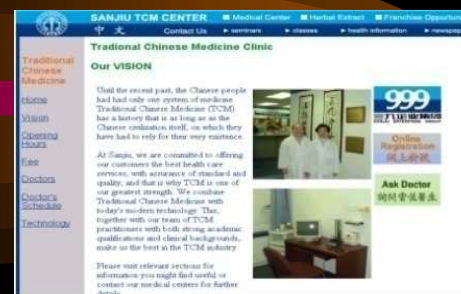 SANJIU TCM CENTER
Medical Center
Herbal Extract
Franchise Opportun
中 文
Contact Us
seminars
classes
health information
newspap
Traditional
Chinese
Medicine
Home
Vision
Opening
Hours
Fee
Doctors
Doctor's
Schedule
Technology
Tradional Chinese Medicine Clinic
Our VISION
Until the recent past, the Chinese people
had had only one system of medicine.
Traditional Chinese Medicine (TCM)
has a history that is as long as as the
Chinese civilization itself, on which they
have had to rely for their very existence.
At Sanjiu, we are committed to offering
our customers the best health care
services, with assurance of standard and
quality, and that is why TCM is one of
our greatest strength. We combine
Traditional Chinese Medicine with
today's modern technology. This,
together with our team of TCM
practitioners with both strong academic
qualifications and clinical backgrounds,
make us the best in the TCM industry.
Please visit relevant sections for
information you might find useful or
contact our medical centers for further
details.
999
Online
Registration
网上挂号
Ask Doctor